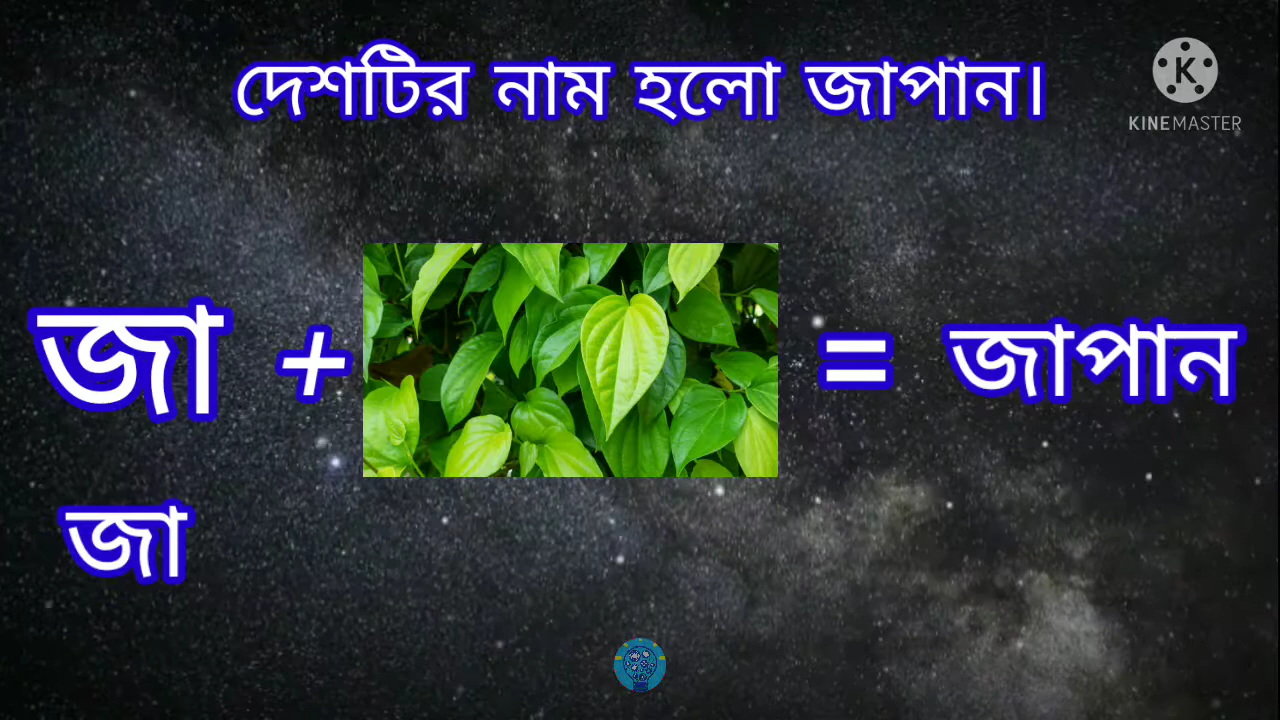 দেশটির নাম হলো জাপান।
K
KINEMASTER
জা + = জাপান
জা